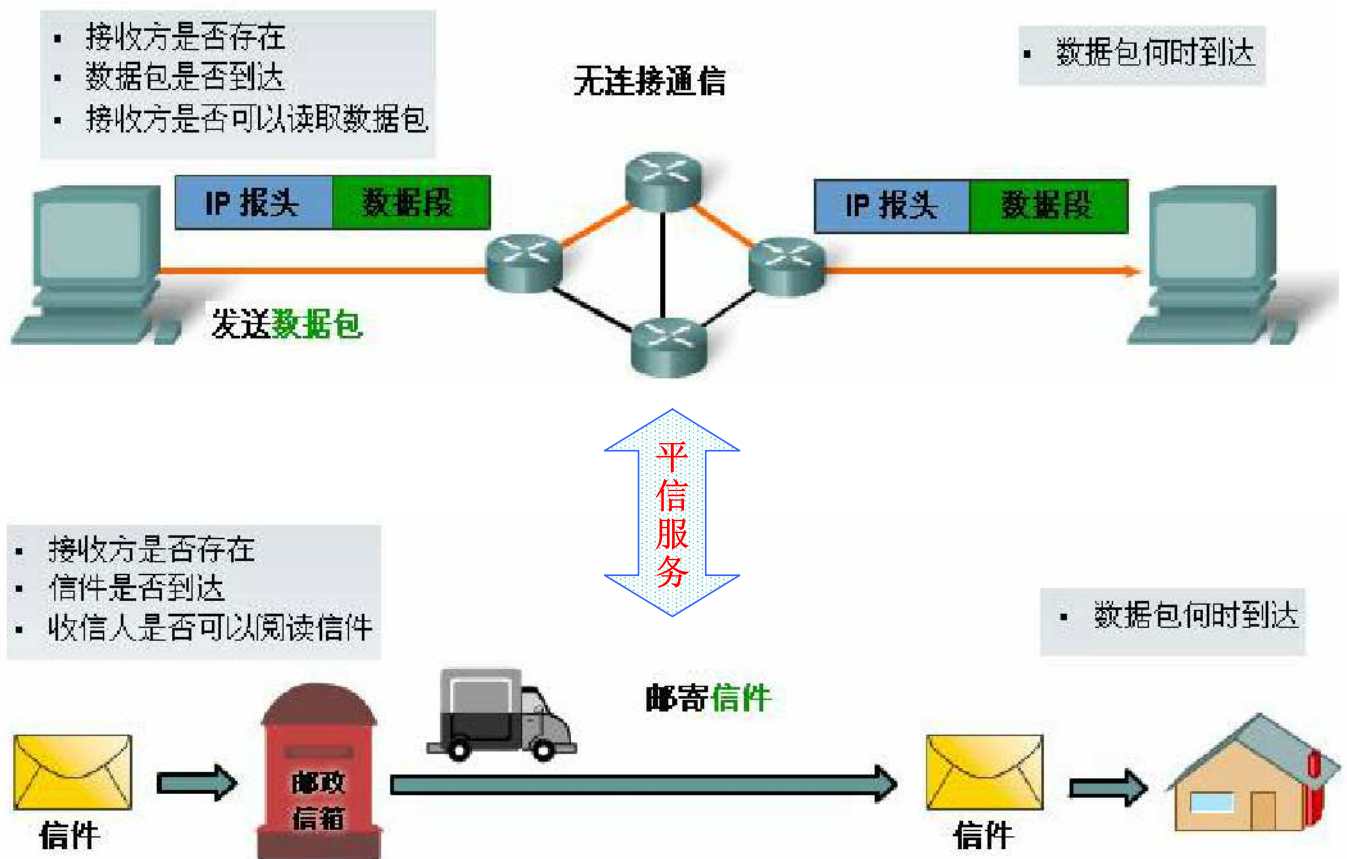 ▪ 接收方是否存在
▪ 数据包是否到达
▪ 接收方是否可以读取数据包
无连接通信
▪ 数据包何时到达
IP 报头 数据段
IP 报头 数据段
发送数据包
平
信
服
务
▪ 接收方是否存在
▪ 信件是否到达
▪ 收信人是否可以阅读信件
▪ 数据包何时到达
邮寄信件
邮政
信箱
信件
信件